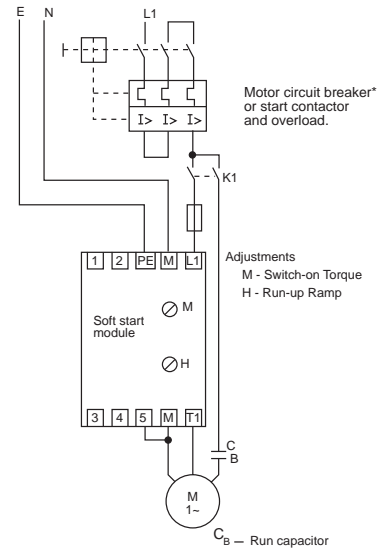 E N L1
Motor circuit breaker*
or start contactor
and overload.
I> I> I>
K1
1 2 PE M L1
Adjustments
M - Switch-on Torque
H - Run-up Ramp
M
Soft start
module
H
3 4 5 M T1
C
B
M
1~
CB — Run capacitor